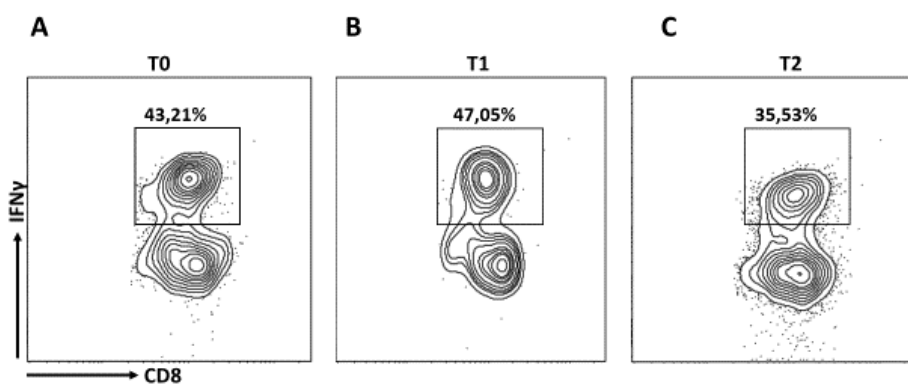 A
B
C
T0
T1
T2
43,21%
47,05%
35,53%
IFNγ
CD8